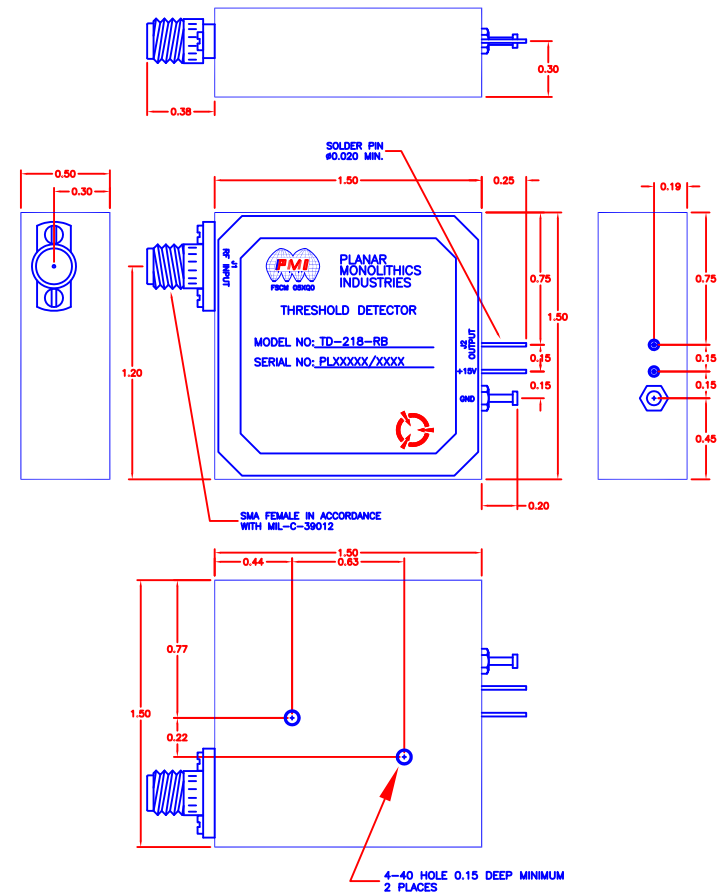 0.38
0.30
SOLDER PIN
ø0.020 MIN.
0.50
0.30
1.50
0.25
0.19
J1
RF INPUT
PMI
FSCM 0SXQ0
PLANAR
MONOLITHICS
INDUSTRIES
THRESHOLD DETECTOR
MODEL NO: TD-218-RB
SERIAL NO: PLXXXXX/XXXX
J2
OUTPUT
+15V
GND
0.75
1.50
0.15
0.15
0.75
0.15
0.15
0.45
1.20
0.20
SMA FEMALE IN ACCORDANCE
WITH MIL-C-39012
1.50
0.44
0.63
0.77
1.50
0.22
4-40 HOLE 0.15 DEEP MINIMUM
2 PLACES